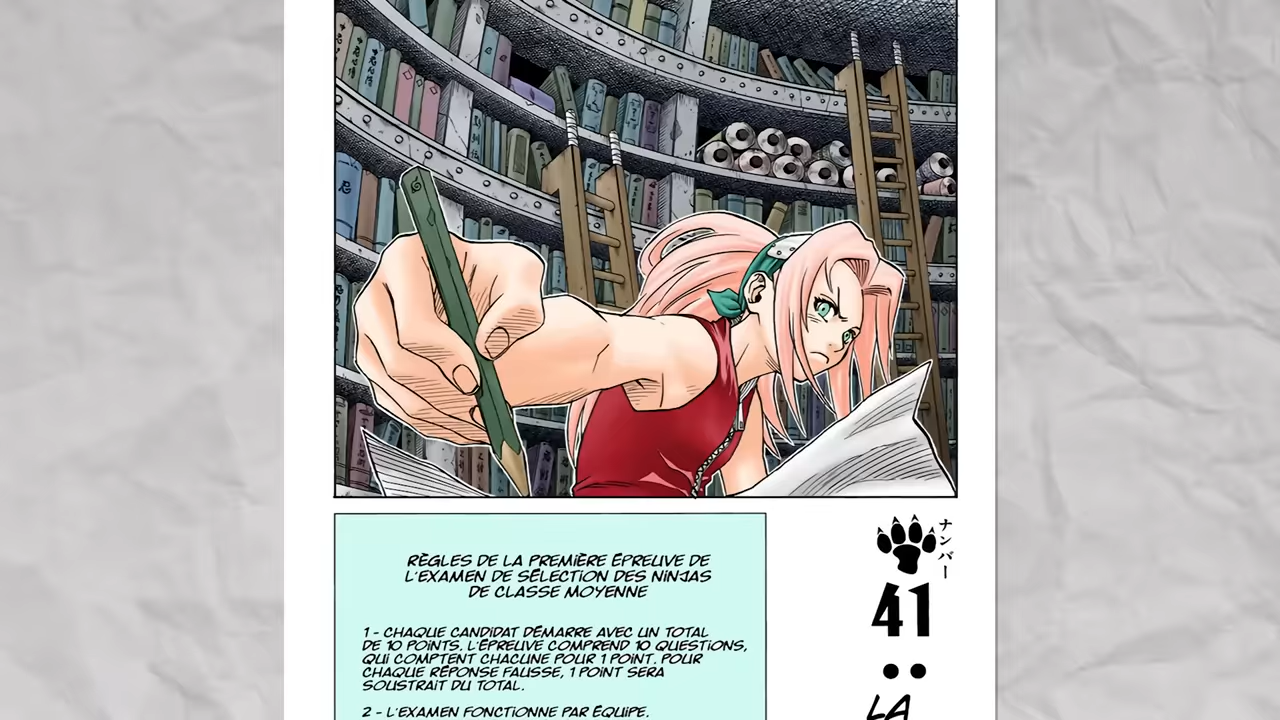 RÈGLES DE LA PREMIÈRE ÉPREUVE DE
L'EXAMEN DE SÉLECTION DES NINJAS
DE CLASSE MOYENNE
1 - CHAQUE CANDIDAT DÉMARRE AVEC UN TOTAL
DE 10 POINTS. L'ÉPREUVE COMPREND 10 QUESTIONS,
QUI COMPTENT CHACUNE POUR 1 POINT. POUR
CHAQUE RÉPONSE FAUSSE, 1 POINT SERA
SOUSTRAIT DU TOTAL.
2 - L'EXAMEN FONCTIONNE PAR ÉQUIPE.
ナンバー
41
:
LA